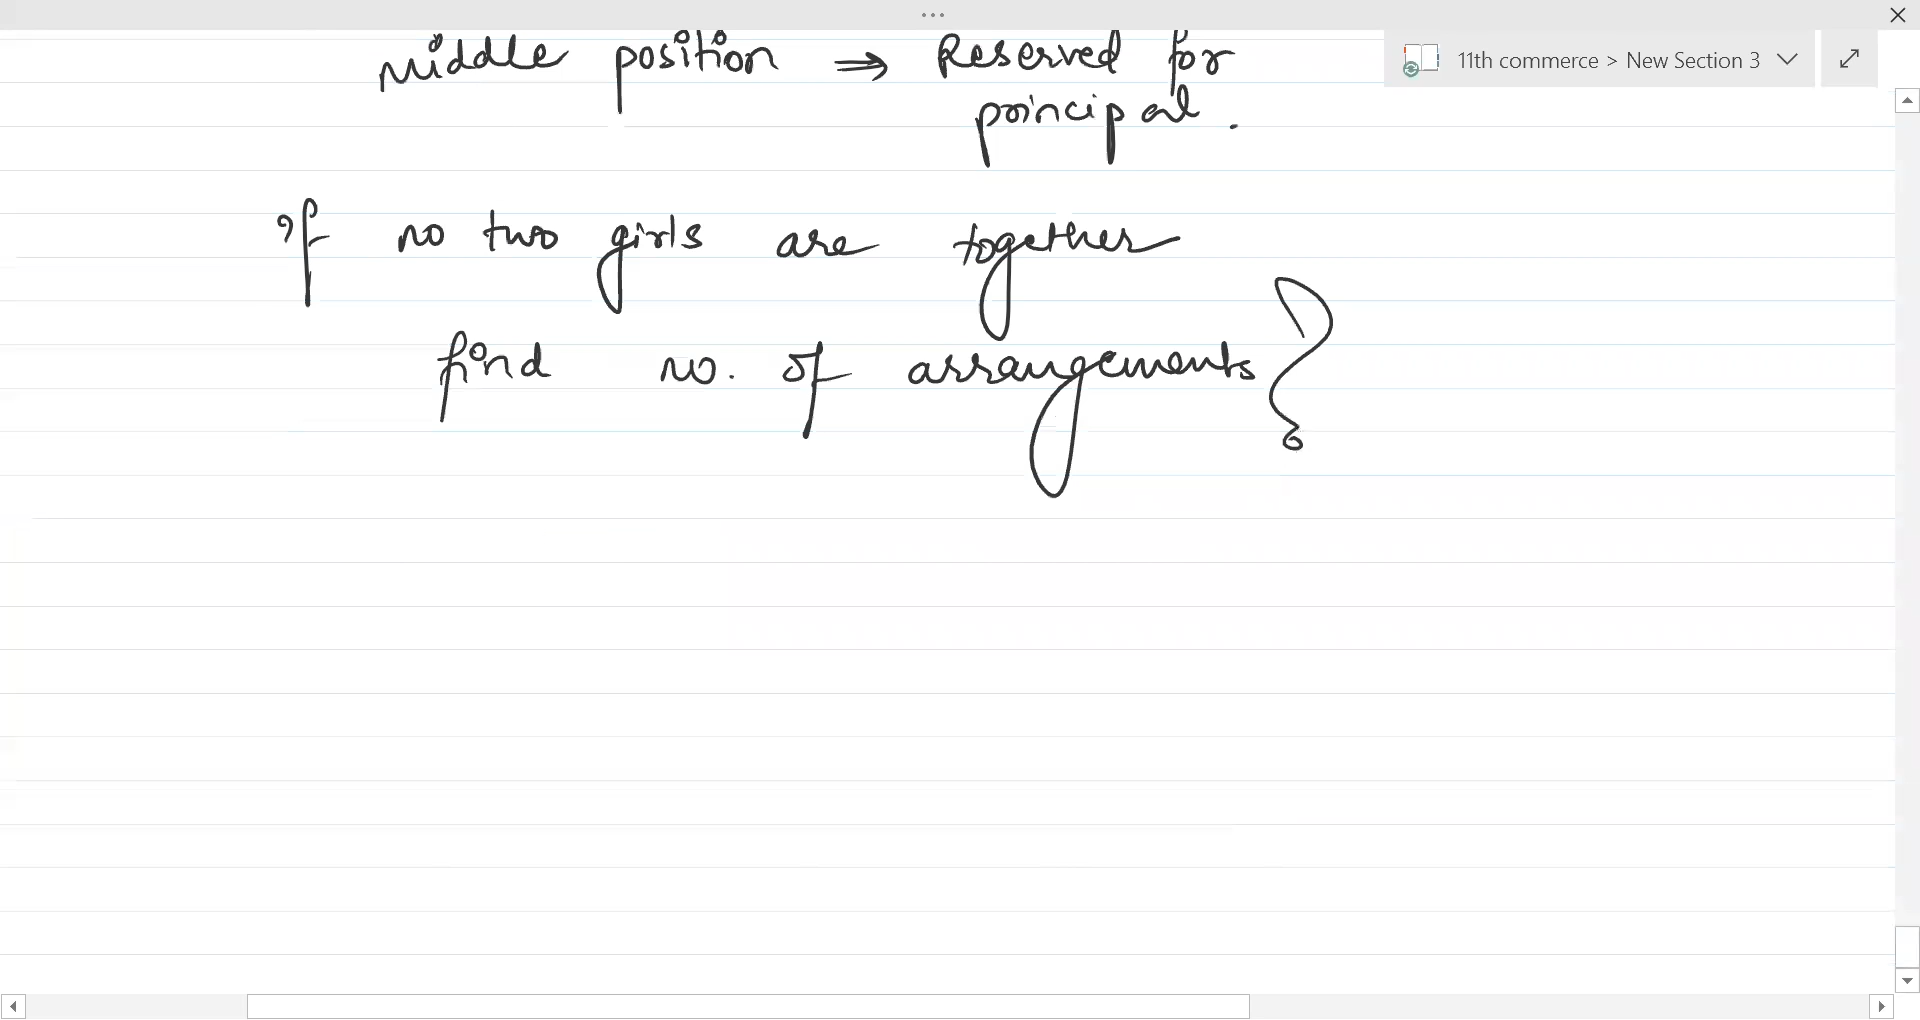 11th commerce > New Section 3
middle position ⇒ Reserved for
principal.
If no two girls are together
find no. of arrangements?